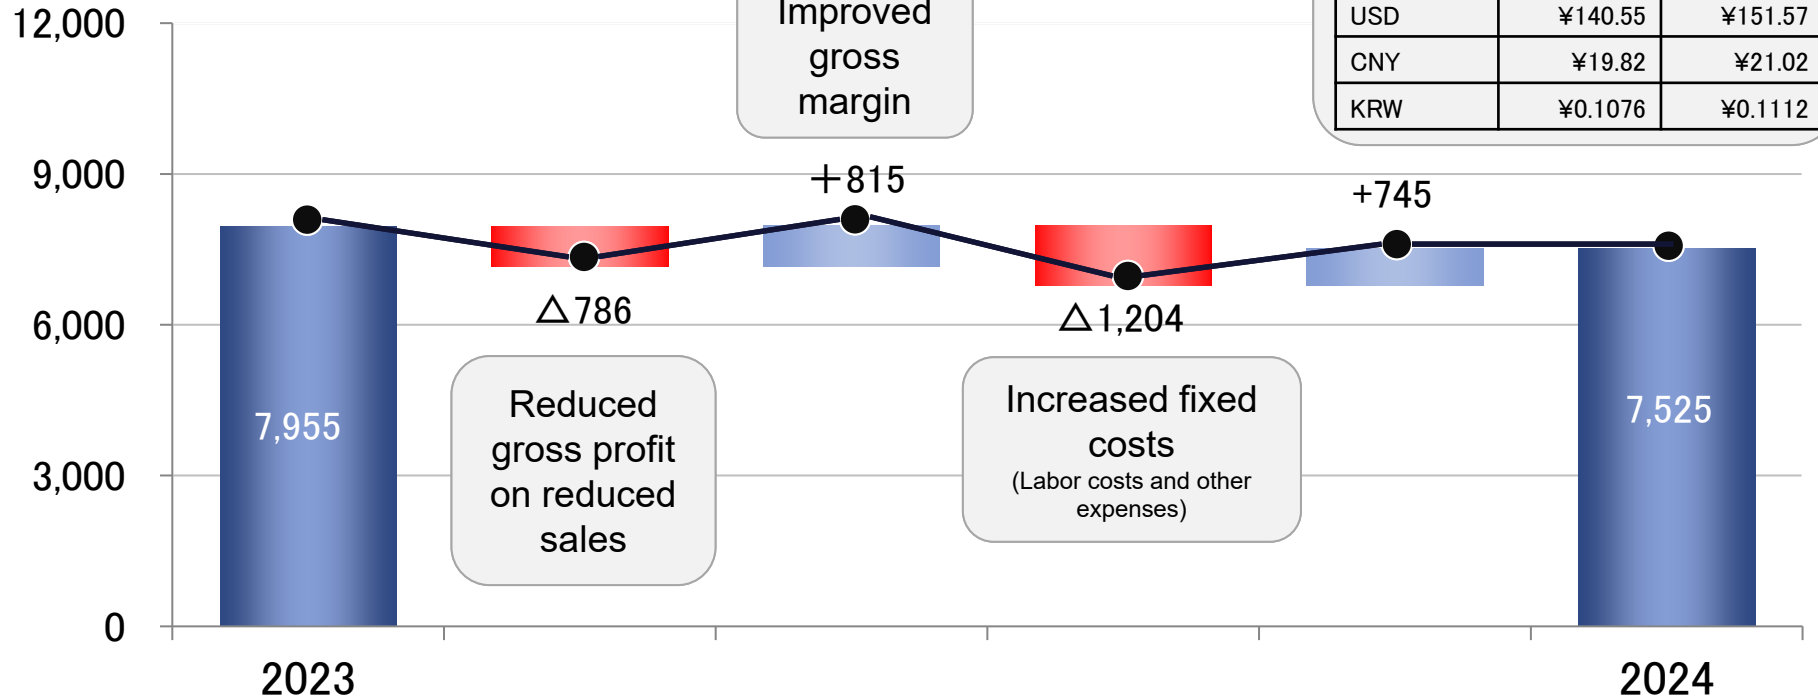 12,000
9,000
6,000
3,000
0
Improved
gross
margin
USD ¥140.55 ¥151.57
CNY ¥19.82 ¥21.02
KRW ¥0.1076 ¥0.1112
+815
+745
△786
△1,204
7,955
Reduced
gross profit
on reduced
sales
Increased fixed
costs
(Labor costs and other
expenses)
7,525
2023
2024